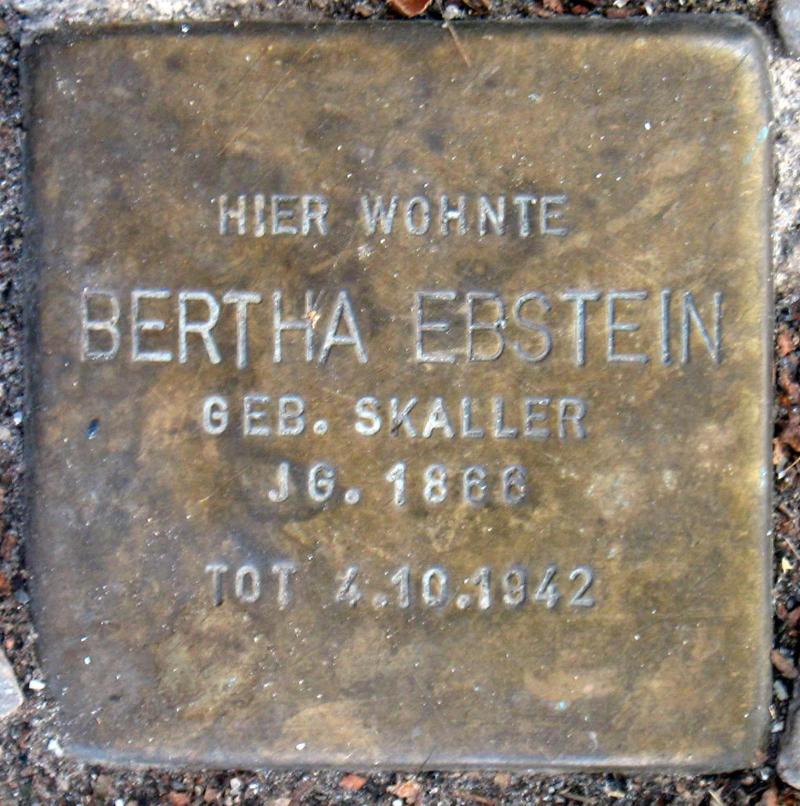 HIER WOHNTE
BERTHA EBSTEIN
GEB. SKALLER
JG. 1866
TOT 4.10.1942